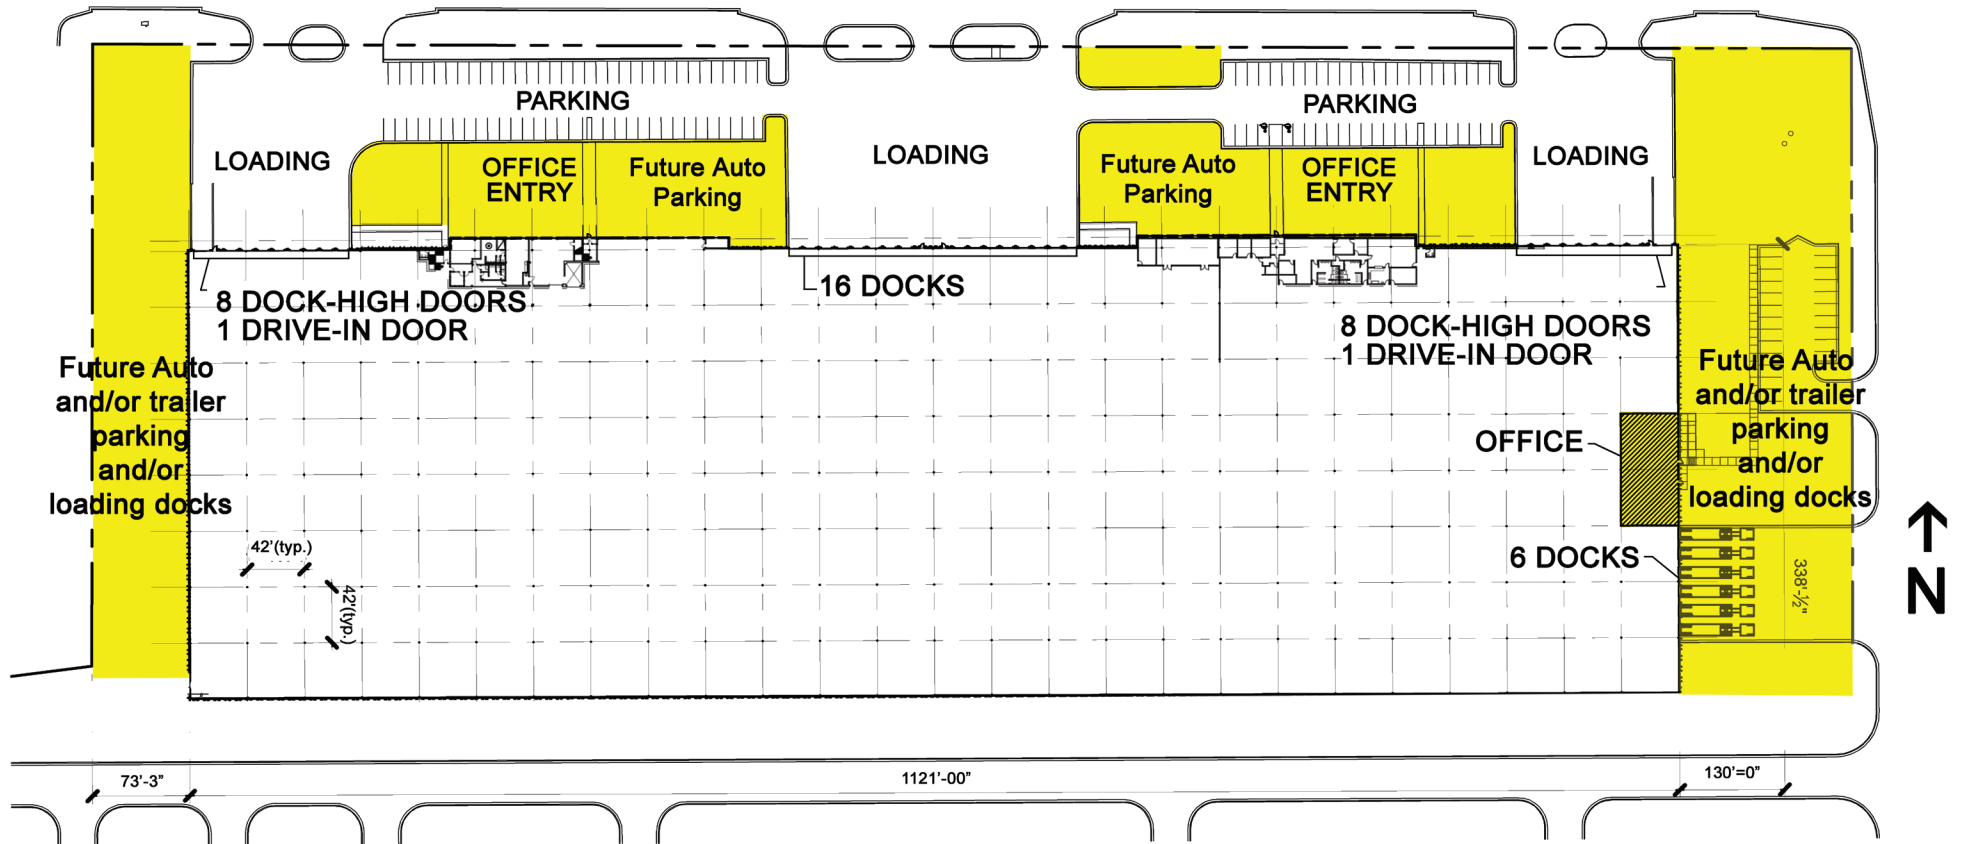 PARKING
PARKING
LOADING
OFFICE
ENTRY
Future Auto
Parking
LOADING
Future Auto
Parking
OFFICE
ENTRY
LOADING
8 DOCK-HIGH DOORS
1 DRIVE-IN DOOR
16 DOCKS
8 DOCK-HIGH DOORS
1 DRIVE-IN DOOR
Future Auto
and/or trailer
parking
and/or
loading docks
Future Auto
and/or trailer
parking
and/or
loading docks
OFFICE
42'(typ.)
42'(typ.)
6 DOCKS
338'-½"
N
73'-3"
1121'-00"
130'=0"